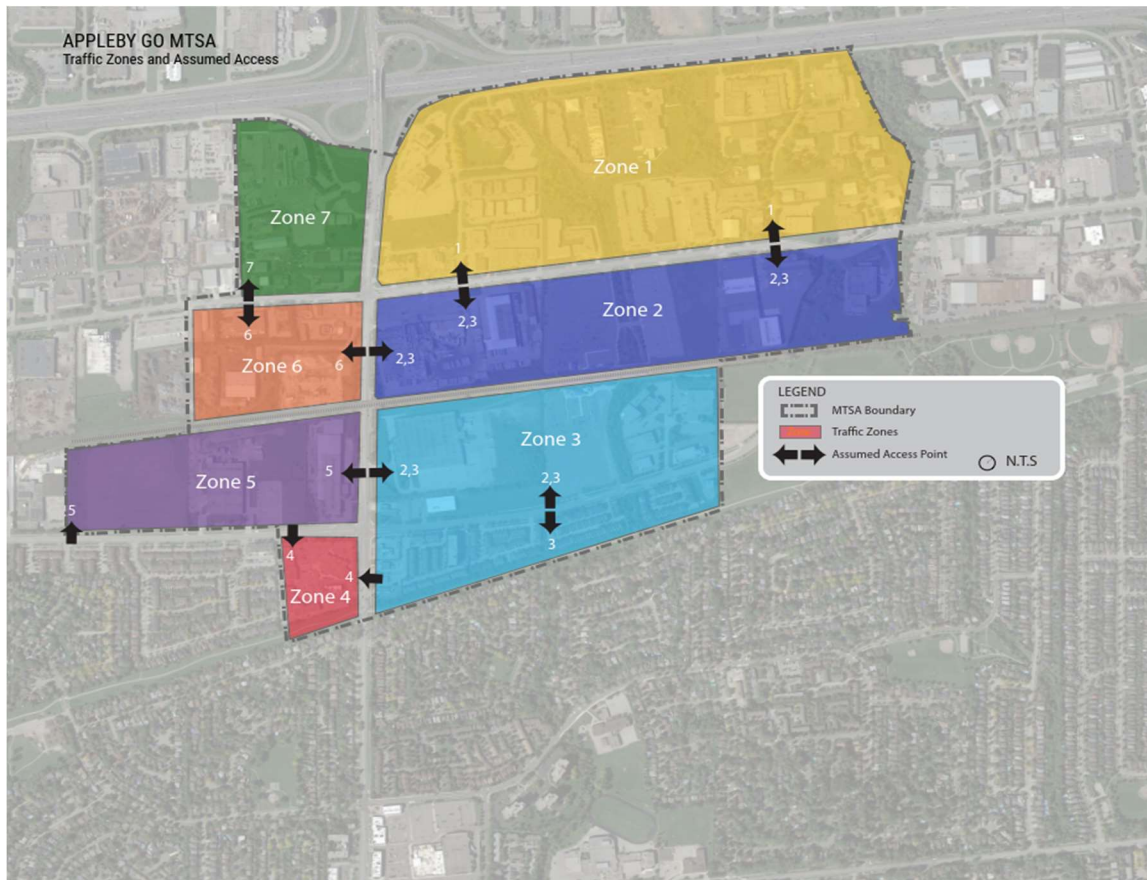 APPLEBY GO MTSA
Traffic Zones and Assumed Access
Zone 1
Zone 7
1
1
7
2,3
2,3
Zone 2
6
Zone 6
6
2,3
LEGEND
MTSA Boundary
Traffic Zones
Assumed Access Point
N.T.S
Zone 3
5
2,3
Zone 5
2,3
5
3
4
4
Zone 4